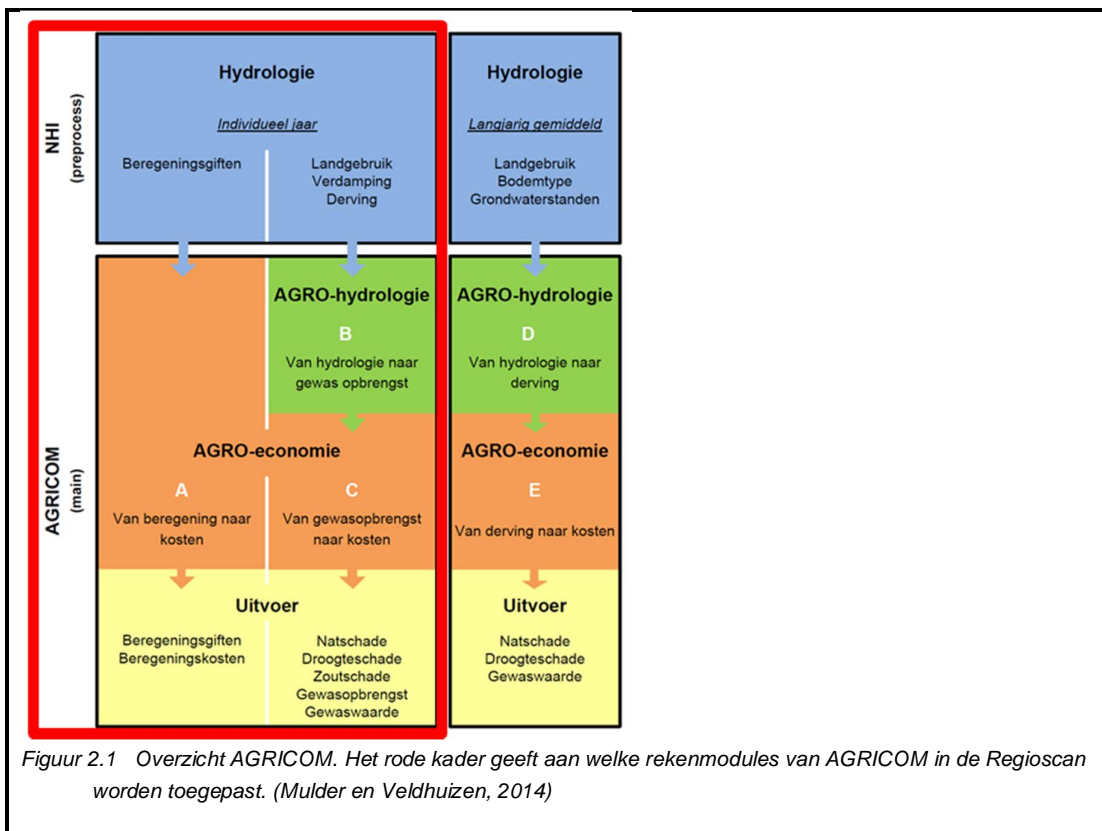 NHI
(preprocess)
Hydrologie
Individueel jaar
Beregeningsgiften
Landgebruik
Verdamping
Derving
Hydrologie
Langjarig gemiddeld
Landgebruik
Bodemtype
Grondwaterstanden
AGRICOM
(main)
AGRO-hydrologie
B
Van hydrologie naar
gewas opbrengst
AGRO-economie
A
Van beregening naar
kosten
C
Van gewasopbrengst
naar kosten
Uitvoer
Beregeningsgiften
Beregeningskosten
Natschade
Droogteschade
Zoutschade
Gewasopbrengst
Gewaswaarde
AGRO-hydrologie
D
Van hydrologie naar
derving
AGRO-economie
E
Van derving naar kosten
Uitvoer
Natschade
Droogteschade
Gewaswaarde
Figuur 2.1 Overzicht AGRICOM. Het rode kader geeft aan welke rekenmodules van AGRICOM in de Regioscan
worden toegepast. (Mulder en Veldhuizen, 2014)